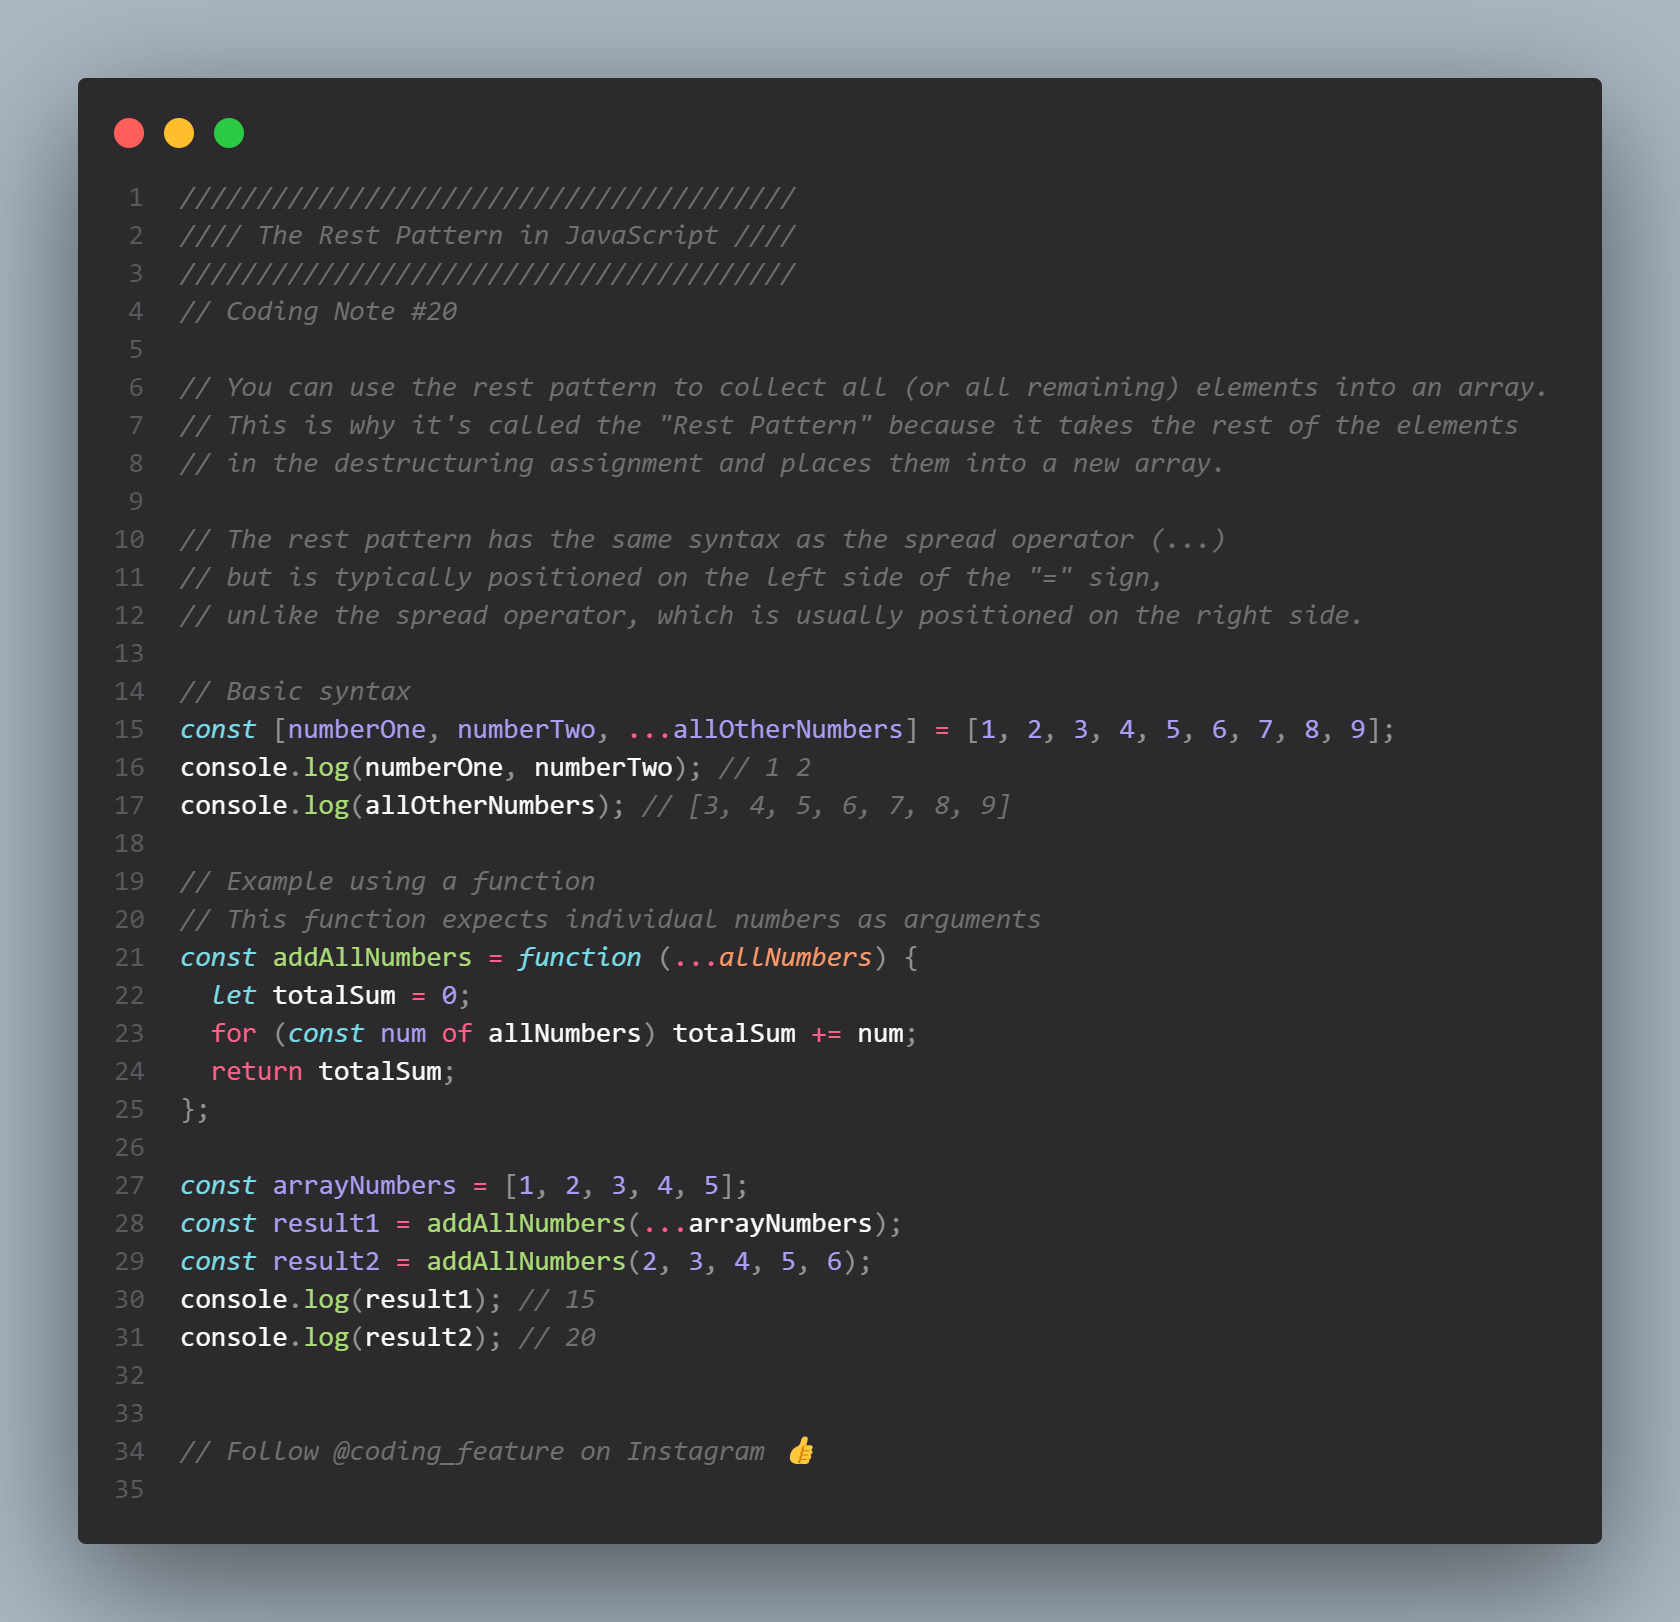 1 ////////////////////////////////////////
2 //// The Rest Pattern in JavaScript ////
3 ////////////////////////////////////////
4 // Coding Note #20
5
6 // You can use the rest pattern to collect all (or all remaining) elements into an array.
7 // This is why it's called the "Rest Pattern" because it takes the rest of the elements
8 // in the destructuring assignment and places them into a new array.
9
10 // The rest pattern has the same syntax as the spread operator (...)
11 // but is typically positioned on the left side of the "=" sign,
12 // unlike the spread operator, which is usually positioned on the right side.
13
14 // Basic syntax
15 const [numberOne, numberTwo, ...allOtherNumbers] = [1, 2, 3, 4, 5, 6, 7, 8, 9];
16 console.log(numberOne, numberTwo); // 1 2
17 console.log(allOtherNumbers); // [3, 4, 5, 6, 7, 8, 9]
18
19 // Example using a function
20 // This function expects individual numbers as arguments
21 const addAllNumbers = function (...allNumbers) {
22   let totalSum = 0;
23   for (const num of allNumbers) totalSum += num;
24   return totalSum;
25 };
26
27 const arrayNumbers = [1, 2, 3, 4, 5];
28 const result1 = addAllNumbers(...arrayNumbers);
29 const result2 = addAllNumbers(2, 3, 4, 5, 6);
30 console.log(result1); // 15
31 console.log(result2); // 20
32
33
34 // Follow @coding_feature on Instagram 👍
35